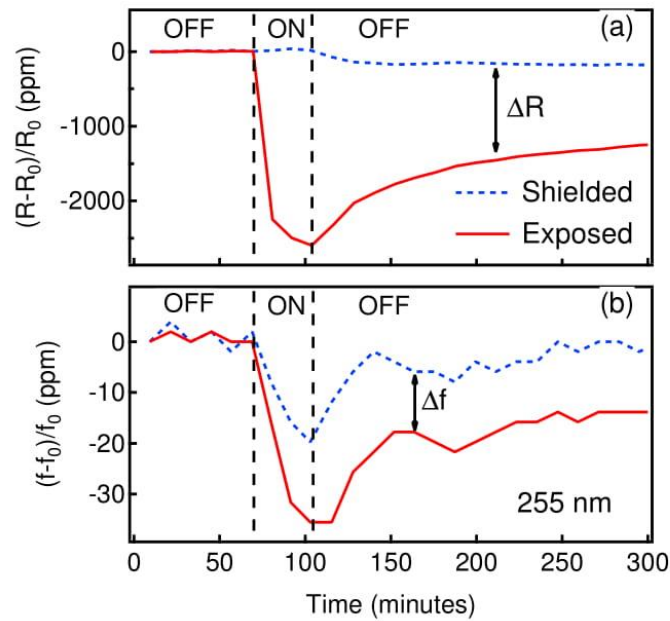 OFF ON OFF (a)
0
-1000
-2000
(R-R₀)/R₀ (ppm)
ΔR
Shielded
Exposed
OFF ON OFF (b)
0
-10
-20
-30
(f-f₀)/f₀ (ppm)
Δf
255 nm
0 50 100 150 200 250 300
Time (minutes)